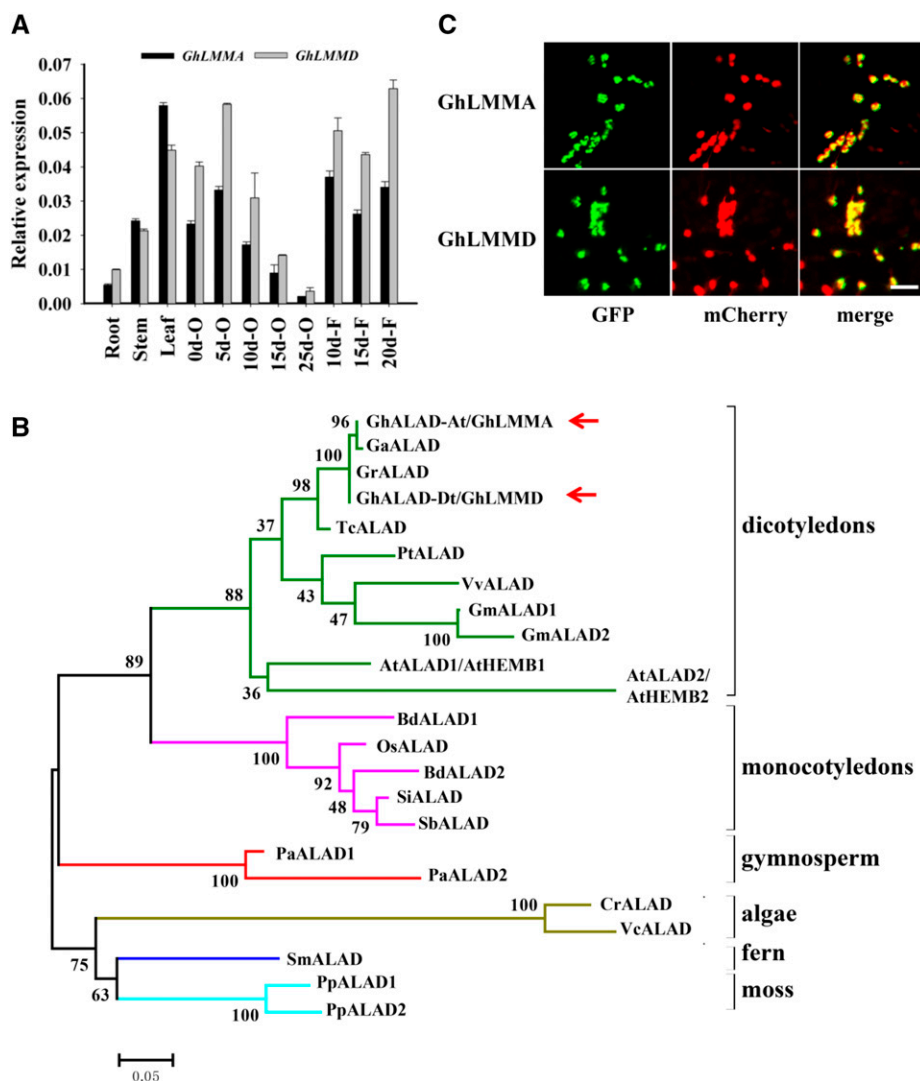 A
GhLMMA GhLMMD
Relative expression
0.07
0.06
0.05
0.04
0.03
0.02
0.01
0.00
Root
Stem
Leaf
0d-O
5d-O
10d-O
15d-O
25d-O
10d-F
15d-F
20d-F
C
GhLMMA
GhLMMD
GFP mCherry merge
B
96 GhALAD-At/GhLMMA
GaALAD
100
GrALAD
98 GhALAD-Dt/GhLMMD
TcALAD
37
PtALAD
88
43 VvALAD
47 GmALAD1
100 GmALAD2
AtALAD1/AtHEMB1
36 AtALAD2/
AtHEMB2
89
BdALAD1
100 OsALAD
92 BdALAD2
48 SiALAD
79 SbALAD
PaALAD1
100 PaALAD2
100 CrALAD
VcALAD
75
SmALAD
63 PpALAD1
100 PpALAD2
dicotyledons
monocotyledons
gymnosperm
algae
fern
moss
0.05